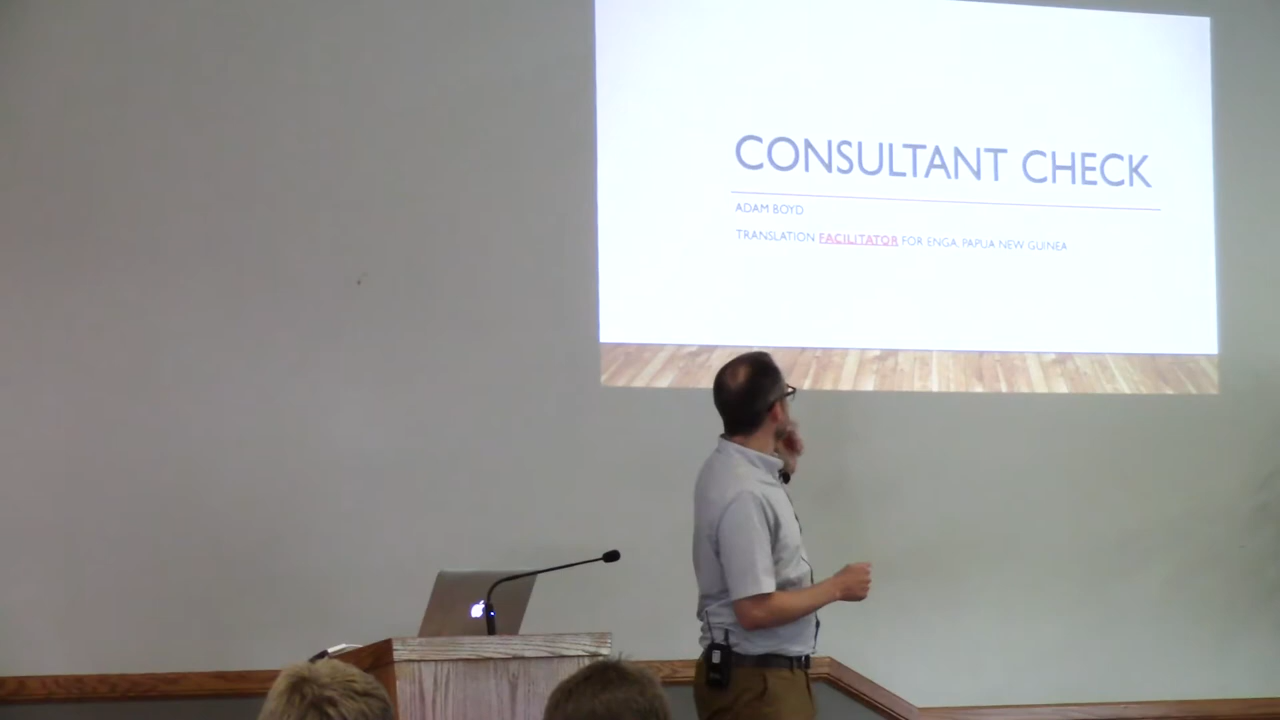 CONSULTANT CHECK
ADAM BOYD
TRANSLATION FACILITATOR FOR ENGA, PAPUA NEW GUINEA